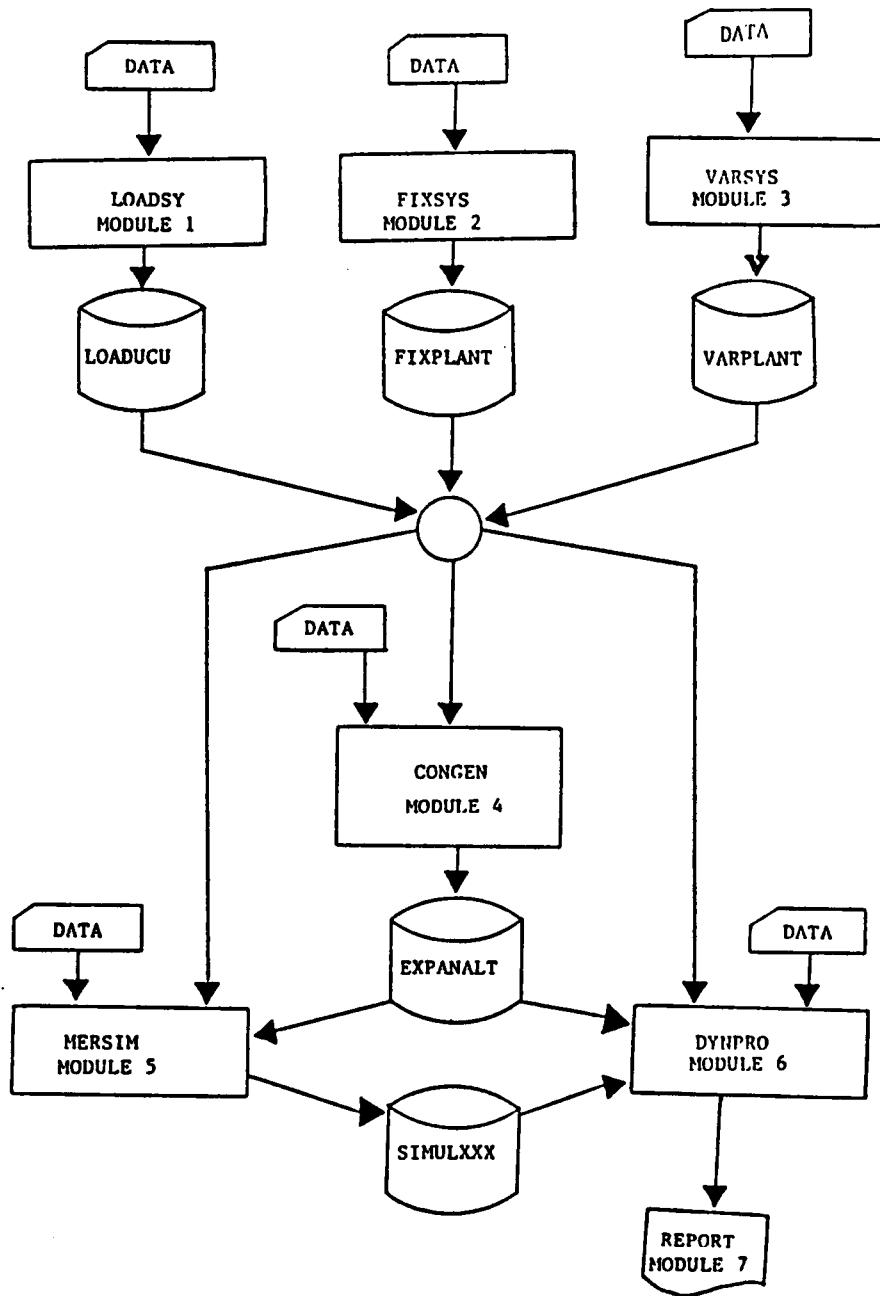 DATA
DATA
DATA
LOADSY
MODULE 1
FIXSYS
MODULE 2
VARSYS
MODULE 3
LOADUCU
FIXPLANT
VARPLANT
DATA
CONGEN
MODULE 4
DATA
EXPANALT
DATA
MERSIM
MODULE 5
DYNPRO
MODULE 6
SIMULXXX
REPORT
MODULE 7